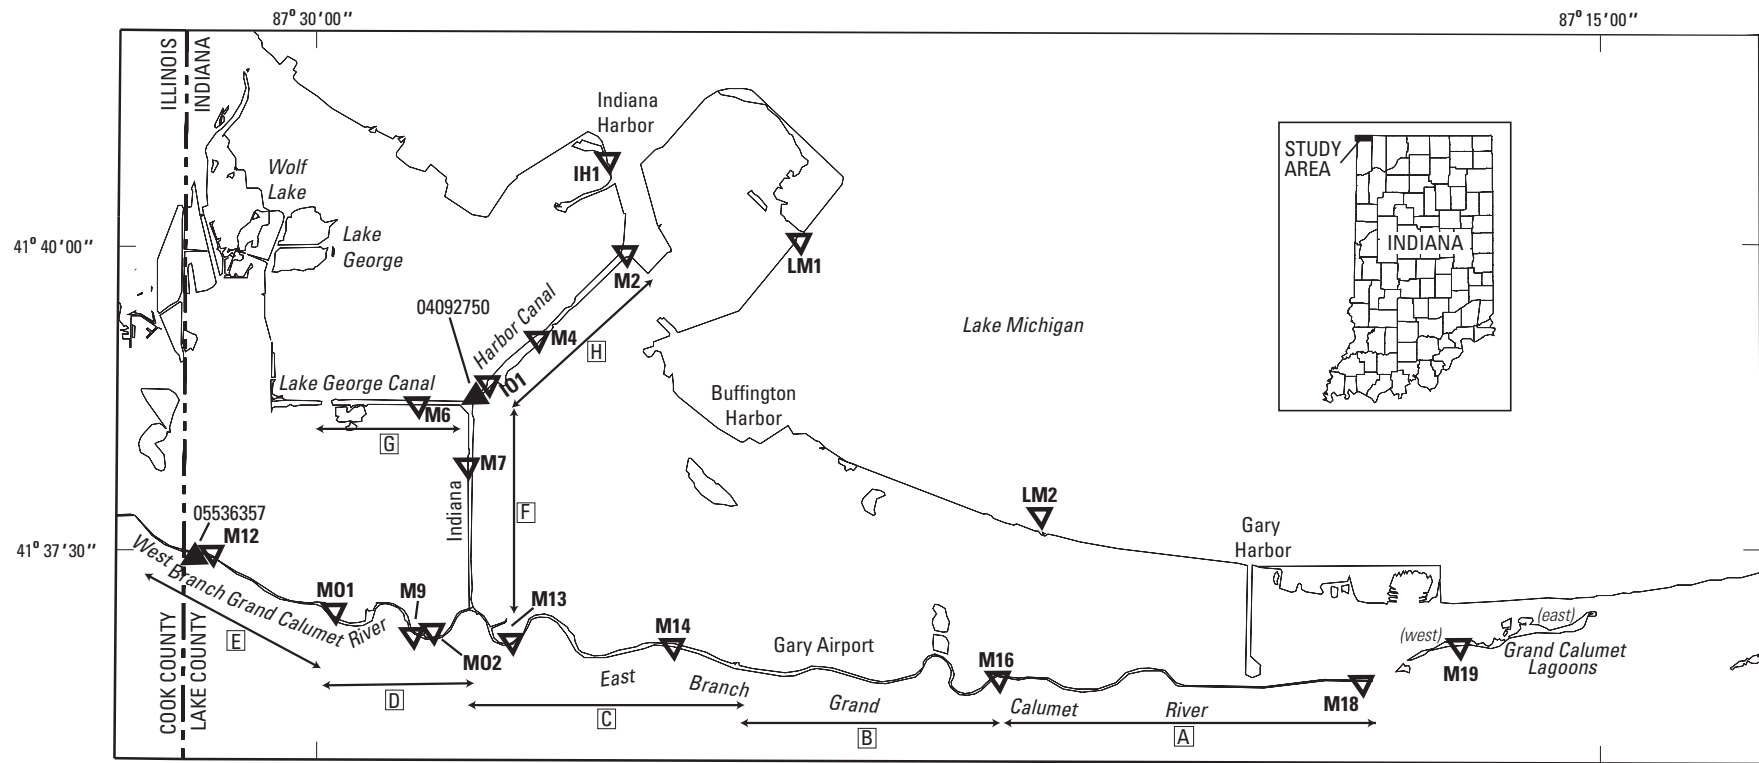 87° 30′ 00″
87° 15′ 00″
ILLINOIS
INDIANA
Indiana
Harbor
IH1
Wolf
Lake
Lake
George
41° 40′ 00″
STUDY
AREA
INDIANA
M2
LM1
04092750
Harbor Canal
M4
H
Lake Michigan
IO1
Lake George Canal
M6
G
Buffington
Harbor
M7
Indiana
F
LM2
05536357
M12
41° 37′ 30″
Gary
Harbor
West Branch Grand Calumet River
MO1
M9
M13
M14
E
MO2
Gary Airport
M16
(west)
(east)
Grand Calumet
Lagoons
M19
East
Branch
Grand
Calumet
River
M18
D
C
B
A
COOK COUNTY
LAKE COUNTY